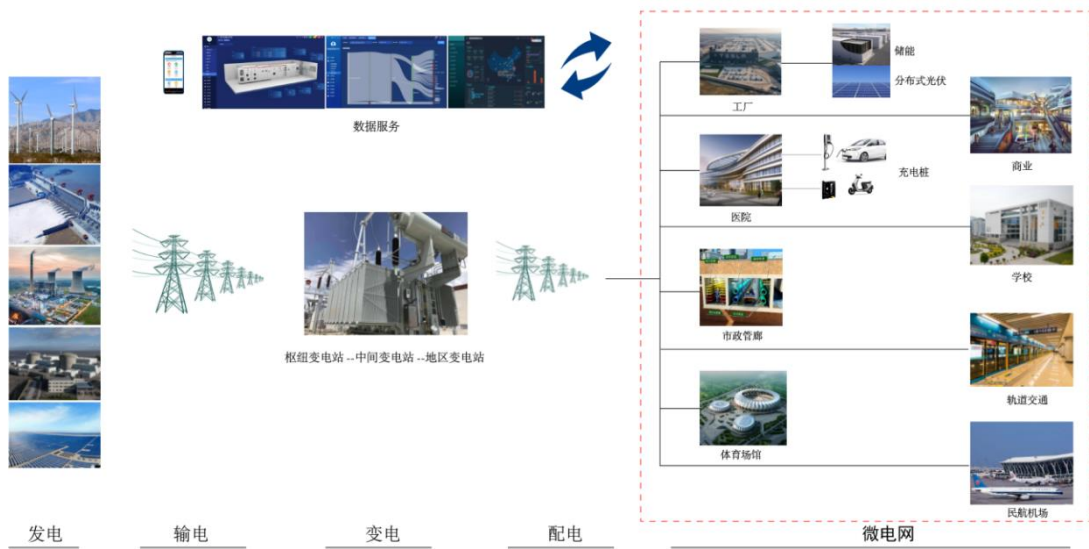 数据服务
枢纽变电站 --中间变电站 --地区变电站
工厂
储能
分布式光伏
商业
医院
充电桩
学校
市政管廊
轨道交通
体育场馆
民航机场
发电
输电
变电
配电
微电网